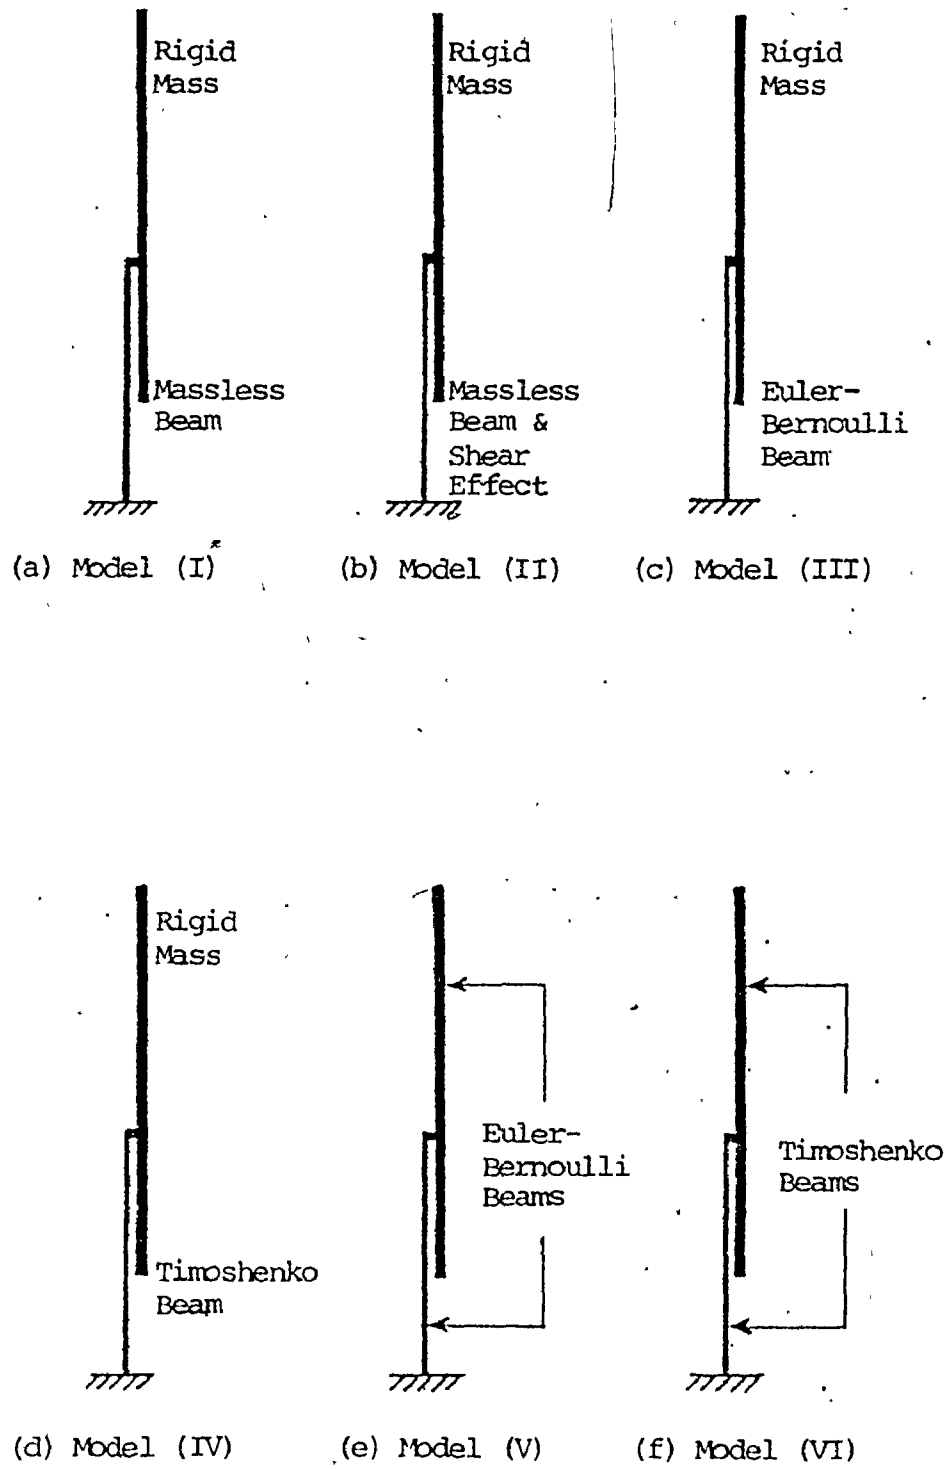 Rigid
Mass
Massless
Beam
(a) Model (I)
Rigid
Mass
Massless
Beam &
Shear
Effect
(b) Model (II)
Rigid
Mass
Euler-
Bernoulli
Beam
(c) Model (III)
Rigid
Mass
Timoshenko
Beam
(d) Model (IV)
Euler-
Bernoulli
Beams
(e) Model (V)
Timoshenko
Beams
(f) Model (VI)